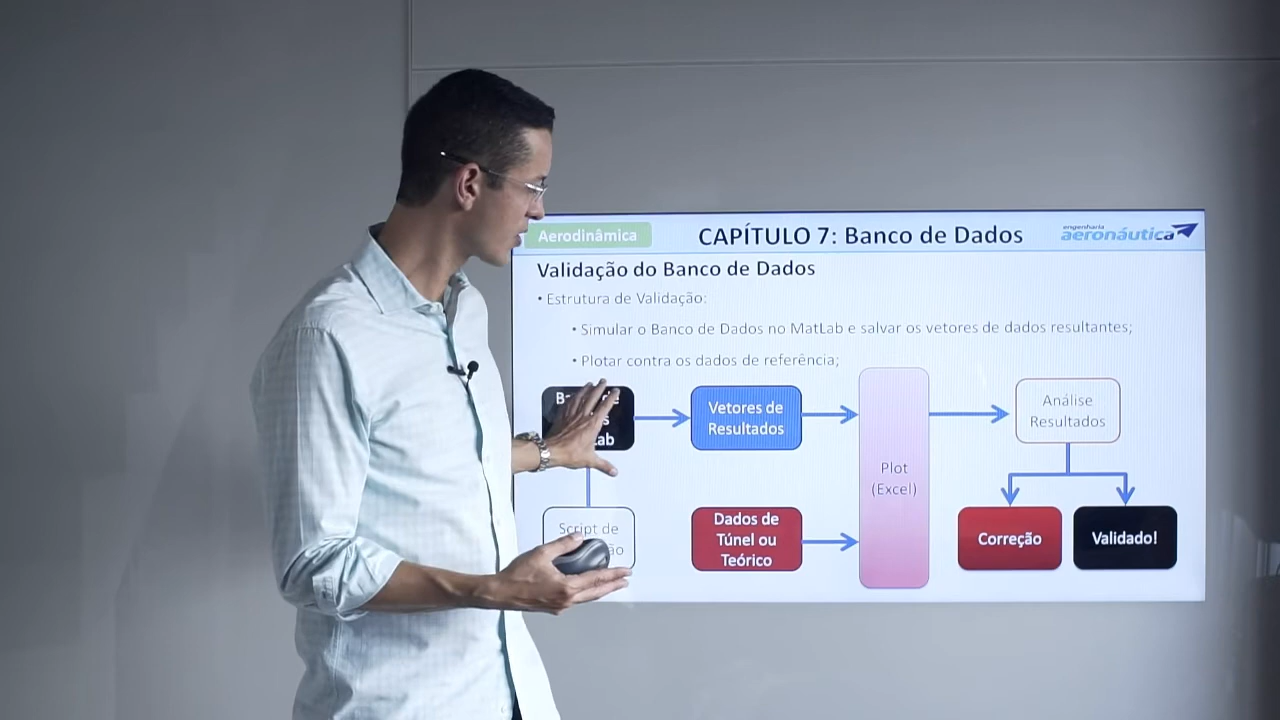 Aerodinâmica
CAPÍTULO 7: Banco de Dados
engenharia
aeronáutica
Validação do Banco de Dados
• Estrutura de Validação:
• Simular o Banco de Dados no MatLab e salvar os vetores de dados resultantes;
• Plotar contra os dados de referência;
Vetores de
Resultados
Plot
(Excel)
Análise
Resultados
Script de
Dados de
Túnel ou
Teórico
Correção
Validado!